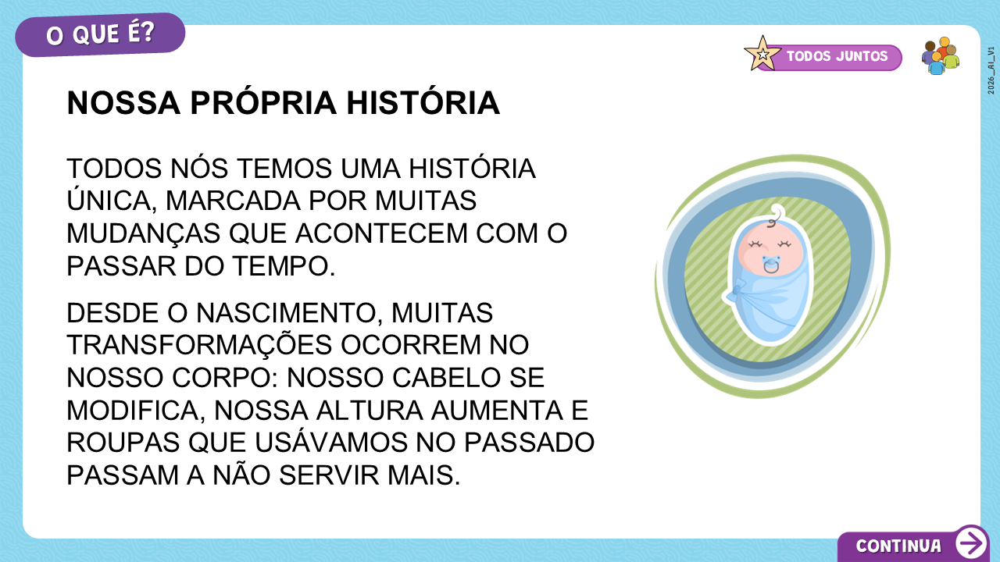 O QUE É?
TODOS JUNTOS
2026_AI_V1
NOSSA PRÓPRIA HISTÓRIA
TODOS NÓS TEMOS UMA HISTÓRIA
ÚNICA, MARCADA POR MUITAS
MUDANÇAS QUE ACONTECEM COM O
PASSAR DO TEMPO.
DESDE O NASCIMENTO, MUITAS
TRANSFORMAÇÕES OCORREM NO
NOSSO CORPO: NOSSO CABELO SE
MODIFICA, NOSSA ALTURA AUMENTA E
ROUPAS QUE USÁVAMOS NO PASSADO
PASSAM A NÃO SERVIR MAIS.
CONTINUA